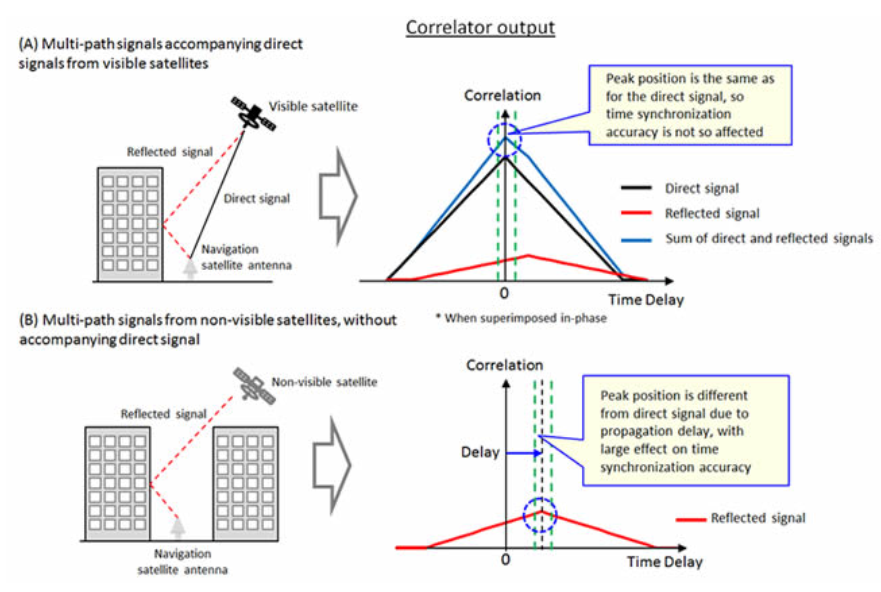 Correlator output
(A) Multi-path signals accompanying direct
signals from visible satellites
Visible satellite
Reflected signal
Direct signal
Navigation
satellite antenna
Correlation
Peak position is the same as
for the direct signal, so
time synchronization
accuracy is not so affected
Direct signal
Reflected signal
Sum of direct and reflected signals
0
Time Delay
* When superimposed in-phase
(B) Multi-path signals from non-visible satellites, without
accompanying direct signal
Non-visible satellite
Reflected signal
Navigation
satellite antenna
Correlation
Peak position is different
from direct signal due to
propagation delay, with
large effect on time
synchronization accuracy
Delay
Reflected signal
0
Time Delay